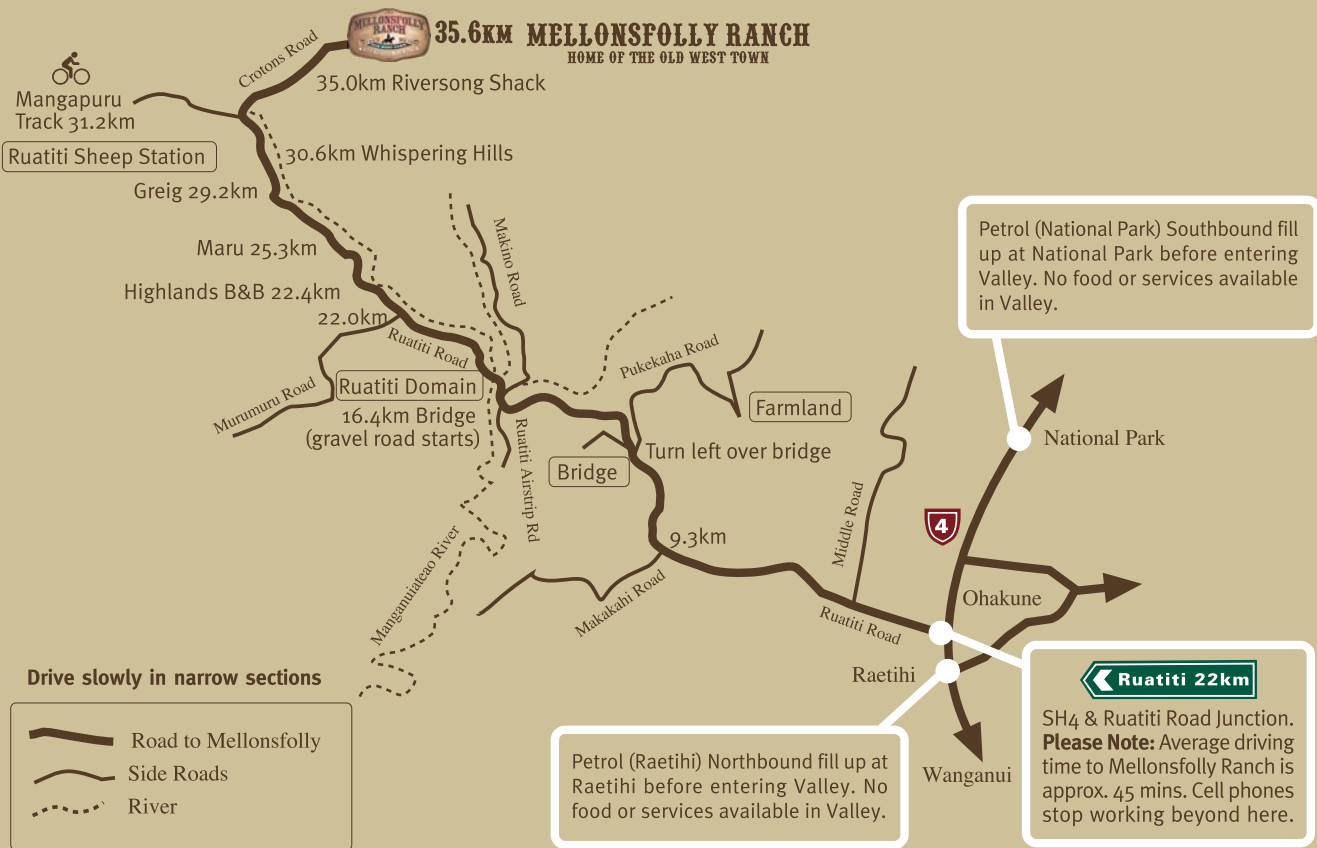 MELLONSFOLLY
RANCH
35.6KM MELLONSFOLLY RANCH
HOME OF THE OLD WEST TOWN
Crotons Road
35.0km Riversong Shack
Mangapuru
Track 31.2km
Ruatiti Sheep Station
30.6km Whispering Hills
Greig 29.2km
Maru 25.3km
Highlands B&B 22.4km
22.0km
Ruatiti Road
Makino Road
Murumuru Road
Ruatiti Domain
16.4km Bridge
(gravel road starts)
Ruatiti Airstrip Rd
Pukekaha Road
Farmland
Turn left over bridge
Bridge
9.3km
Manganuiateao River
Makakahi Road
Middle Road
Ruatiti Road
Petrol (National Park) Southbound fill
up at National Park before entering
Valley. No food or services available
in Valley.
National Park
4
Ohakune
Raetihi
Wanganui
Ruatiti 22km
SH4 & Ruatiti Road Junction.
Please Note: Average driving
time to Mellonsfolly Ranch is
approx. 45 mins. Cell phones
stop working beyond here.
Petrol (Raetihi) Northbound fill up at
Raetihi before entering Valley. No
food or services available in Valley.
Drive slowly in narrow sections
Road to Mellonsfolly
Side Roads
River